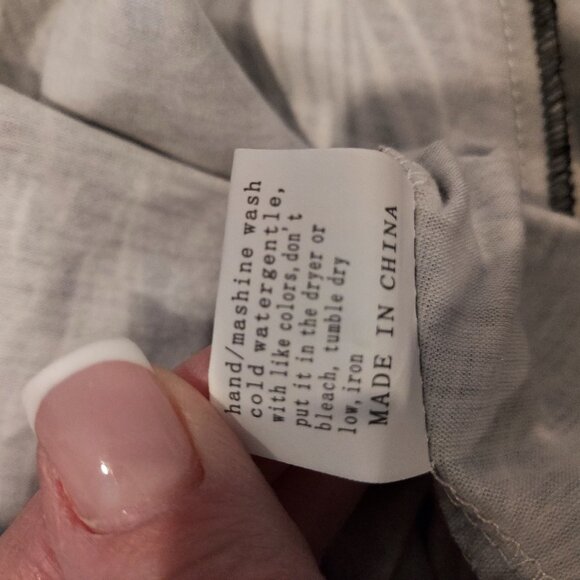 hand/mashine wash
cold watergentle,
with like colors, don't
put it in the dryer or
bleach, tumble dry
low, iron
MADE IN CHINA